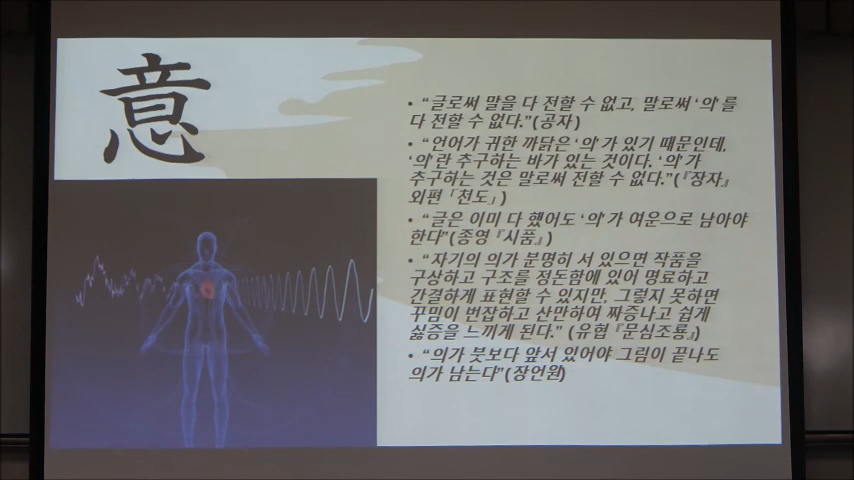 意
• “글로써 말을 다 전할 수 없고, 말로써 ‘의’를
다 전할 수 없다.”(공자)
• “언어가 귀한 까닭은 ‘의’가 있기 때문인데,
‘의’란 추구하는 바가 있는 것이다. ‘의’가
추구하는 것은 말로써 전할 수 없다.”(『장자』
외편 「천도」)
• “글은 이미 다 했어도 ‘의’가 여운으로 남아야
한다”(종영 『시품』)
• “자기의 의가 분명히 서 있으면 작품을
구상하고 구조를 정돈함에 있어 명료하고
간결하게 표현할 수 있지만, 그렇지 못하면
꾸밈이 번잡하고 산만하여 짜증나고 쉽게
싫증을 느끼게 된다.” (유협 『문심조룡』)
• “의가 붓보다 앞서 있어야 그림이 끝나도
의가 남는다”(장언원)